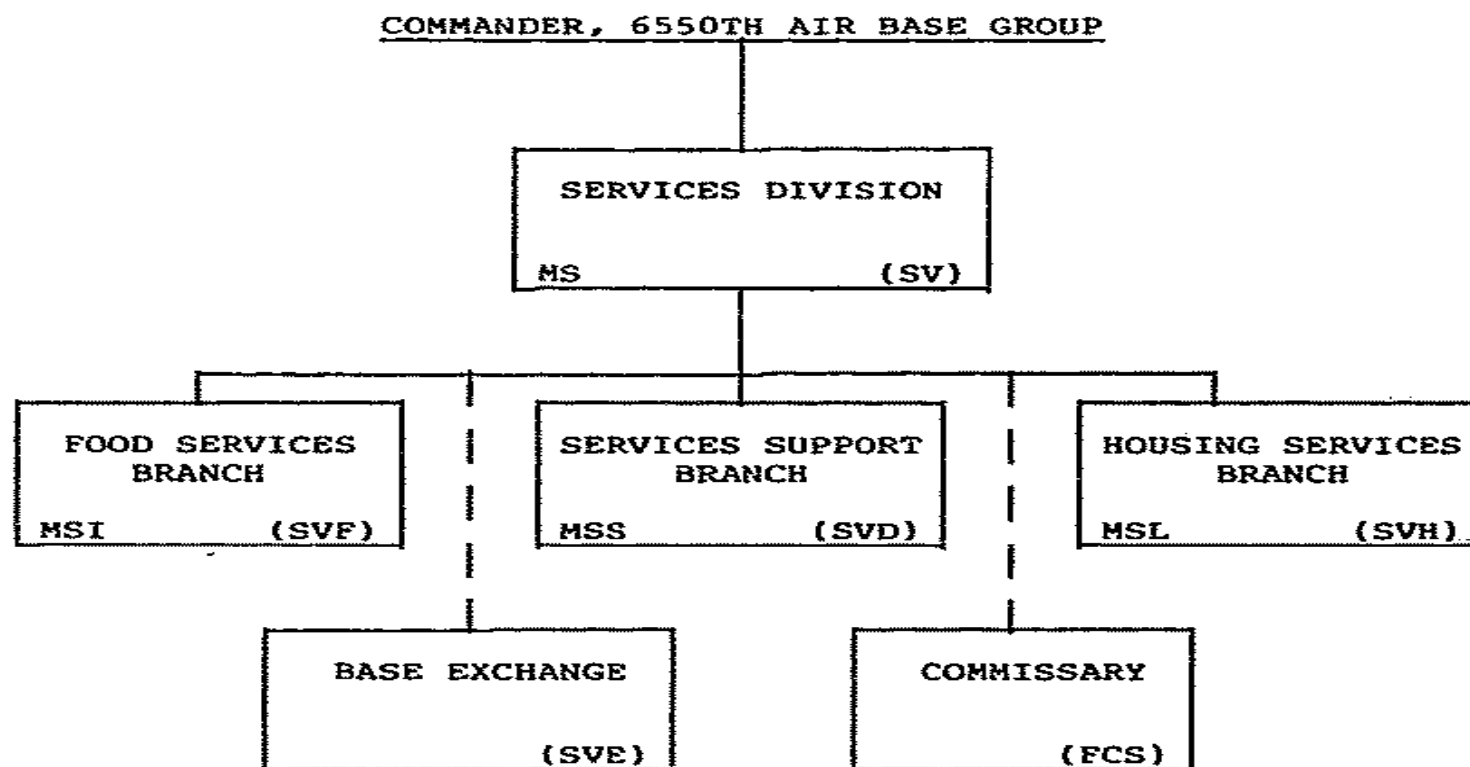 COMMANDER, 6550TH AIR BASE GROUP
SERVICES DIVISION
MS (SV)
FOOD SERVICES
BRANCH
MSI (SVF)
SERVICES SUPPORT
BRANCH
MSS (SVD)
HOUSING SERVICES
BRANCH
MSL (SVH)
BASE EXCHANGE
(SVE)
COMMISSARY
(FCS)